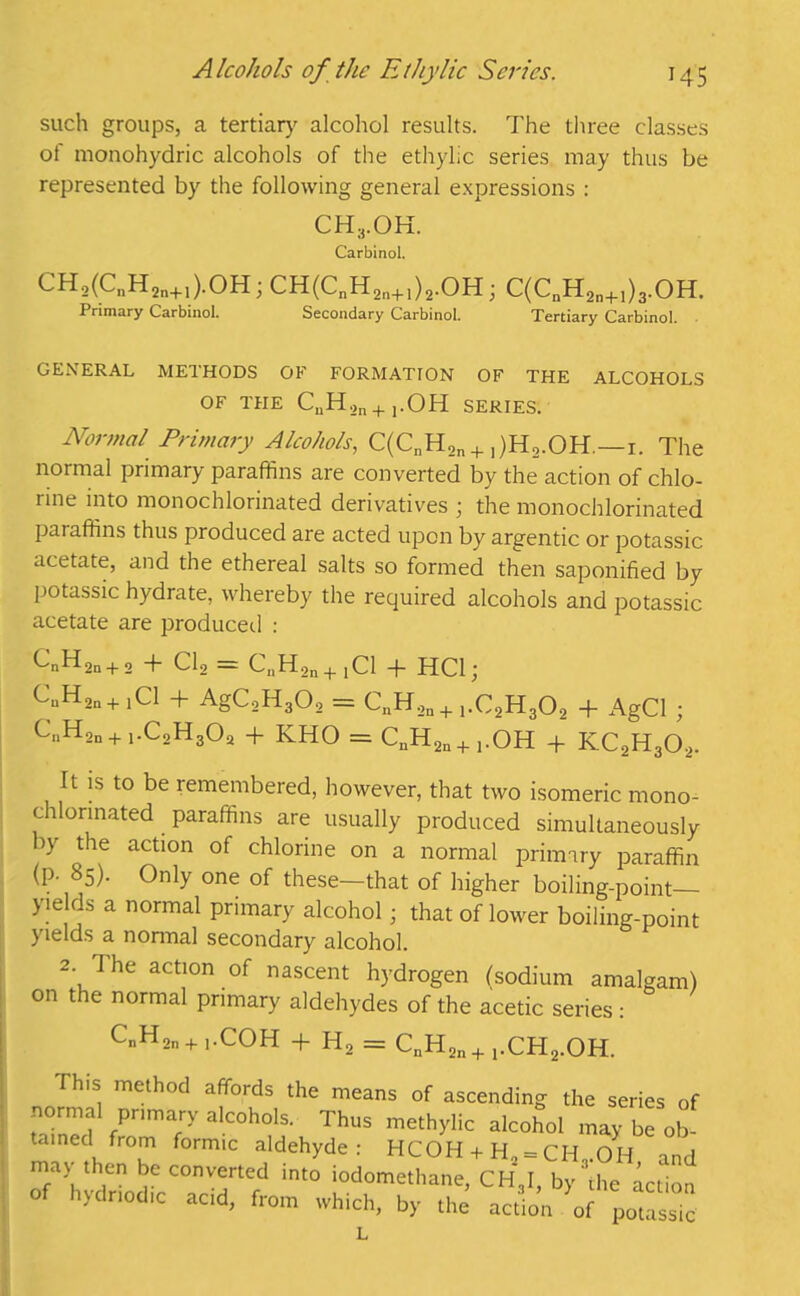 Alcohols of the Ethylic Series. 145
such groups, a tertiary alcohol results. The three classes
of monohydric alcohols of the ethylic series may thus be
represented by the following general expressions :
CH₃.OH.
Carbinol.
CH₂(CₙH₂ₙ₊₁).OH; CH(CₙH₂ₙ₊₁)₂.OH; C(CₙH₂ₙ₊₁)₃.OH.
Primary Carbinol. Secondary Carbinol. Tertiary Carbinol.
GENERAL METHODS OF FORMATION OF THE ALCOHOLS
OF THE CₙH₂ₙ₊₁.OH SERIES.
Normal Primary Alcohols, C(CₙH₂ₙ₊₁)H₂.OH.—1. The
normal primary paraffins are converted by the action of chlo-
rine into monochlorinated derivatives ; the monochlorinated
paraffins thus produced are acted upon by argentic or potassic
acetate, and the ethereal salts so formed then saponified by
potassic hydrate, whereby the required alcohols and potassic
acetate are produced :
CₙH₂ₙ₊₂ + Cl₂ = CₙH₂ₙ₊₁Cl + HCl;
CₙH₂ₙ₊₁Cl + AgC₂H₃O₂ = CₙH₂ₙ₊₁.C₂H₃O₂ + AgCl ;
CₙH₂ₙ₊₁.C₂H₃O₂ + KHO = CₙH₂ₙ₊₁.OH + KC₂H₃O₂.
It is to be remembered, however, that two isomeric mono-
chlorinated paraffins are usually produced simultaneously
by the action of chlorine on a normal primary paraffin
(p. 85). Only one of these—that of higher boiling-point—
yields a normal primary alcohol ; that of lower boiling-point
yields a normal secondary alcohol.
2. The action of nascent hydrogen (sodium amalgam)
on the normal primary aldehydes of the acetic series :
CₙH₂ₙ₊₁.COH + H₂ = CₙH₂ₙ₊₁.CH₂.OH.
This method affords the means of ascending the series of
normal primary alcohols. Thus methylic alcohol may be ob-
tained from formic aldehyde : HCOH + H₂ = CH₃.OH, and
may then be converted into iodomethane, CH₃I, by the action
of hydriodic acid, from which, by the action of potassic
L